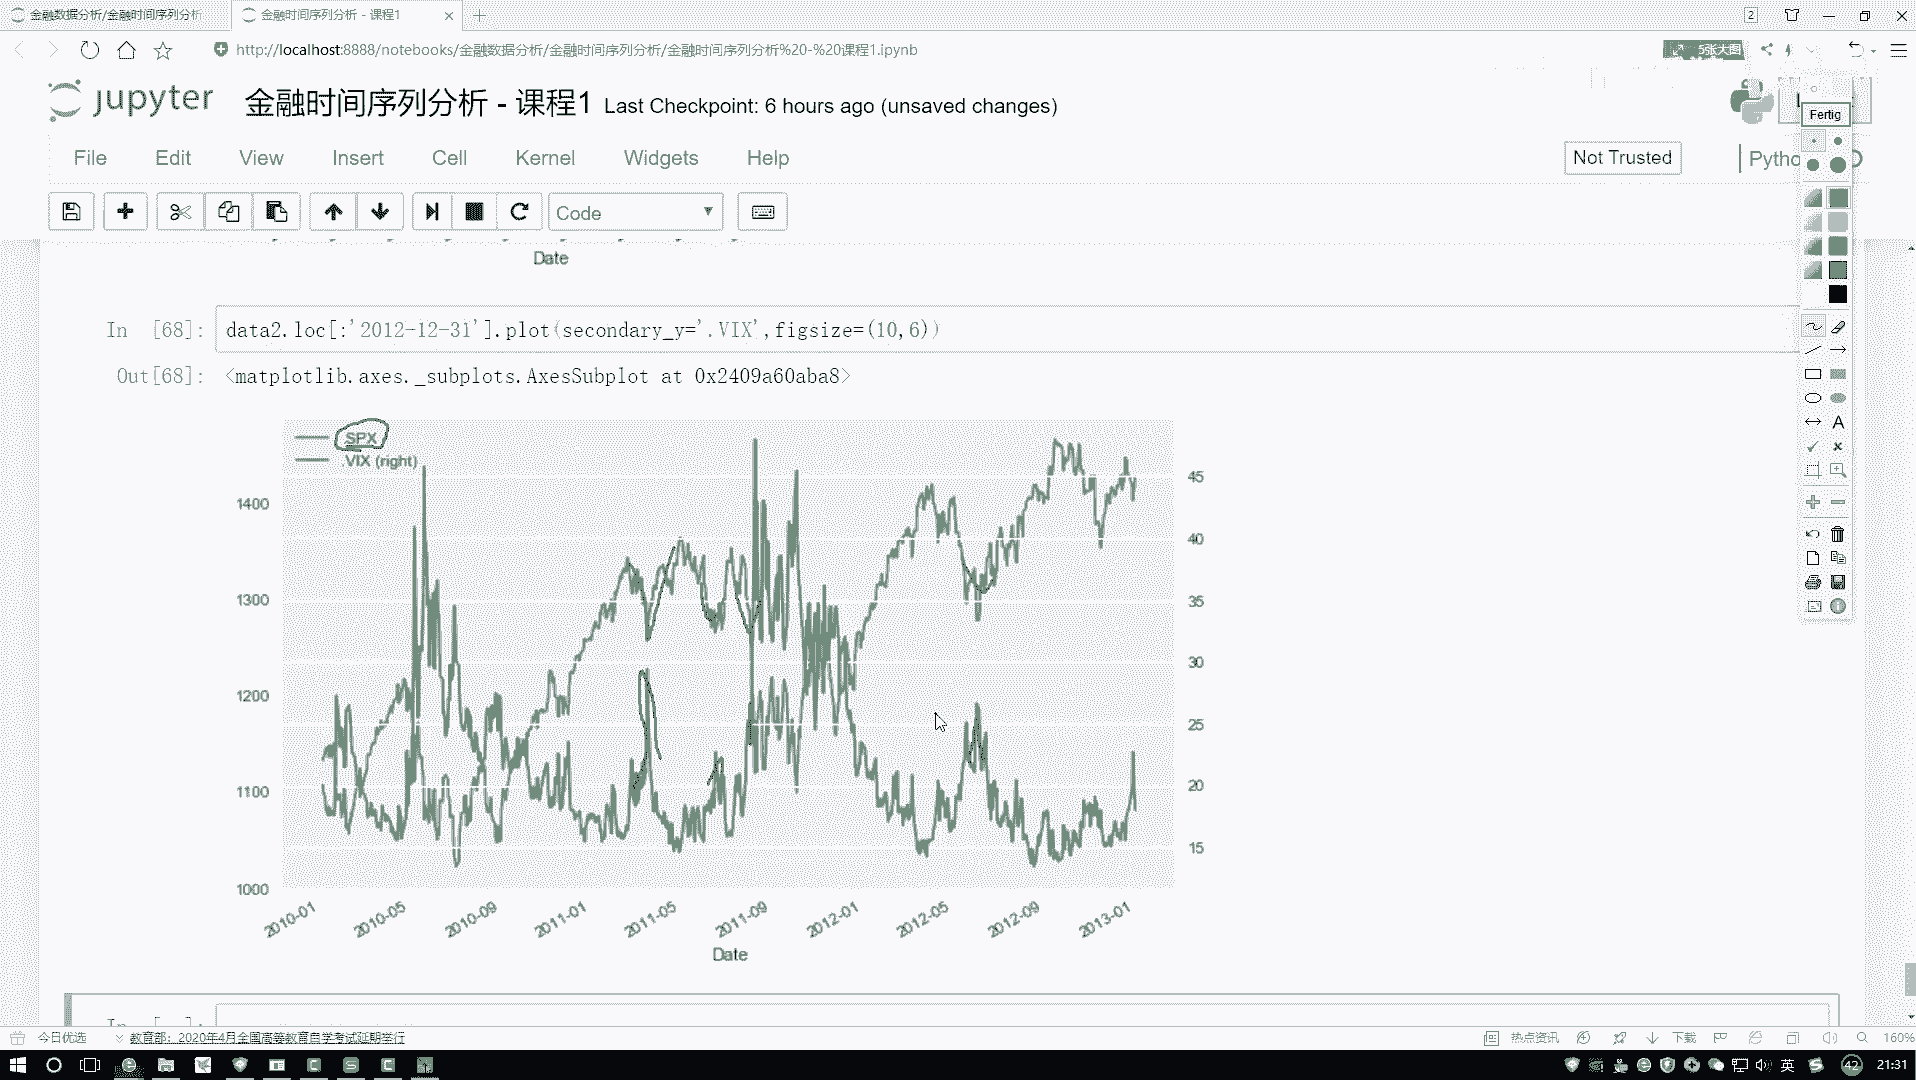 金融数据分析/金融时间序列分析
金融时间序列分析 - 课程1
2
http://localhost:8888/notebooks/金融数据分析/金融时间序列分析/金融时间序列分析%20-%20课程1.ipynb
5张大图
jupyter
金融时间序列分析 - 课程1 Last Checkpoint: 6 hours ago (unsaved changes)
Fertig
File Edit View Insert Cell Kernel Widgets Help
Not Trusted
Pytho
Code
Date
In [68]: data2.loc[:'2012-12-31'].plot(secondary_y='.VIX',figsize=(10,6))
Out[68]: <matplotlib.axes._subplots.AxesSubplot at 0x2409a60aba8>
SPX
.VIX (right)
1400
1300
1200
1100
1000
45
40
35
30
25
20
15
2010-01 2010-05 2010-09 2011-01 2011-05 2011-09 2012-01 2012-05 2012-09 2013-01
Date
In [ ]:
今日优选
教育部：2020年4月全国高等教育自学考试延期举行
热点资讯
下载
160%
英
42
21:31